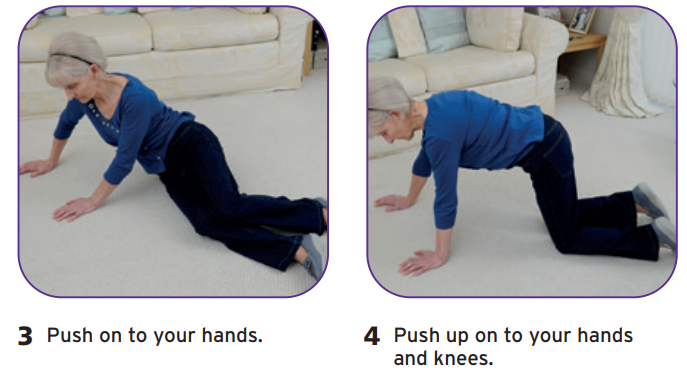 3 Push on to your hands.
4 Push up on to your hands
and knees.